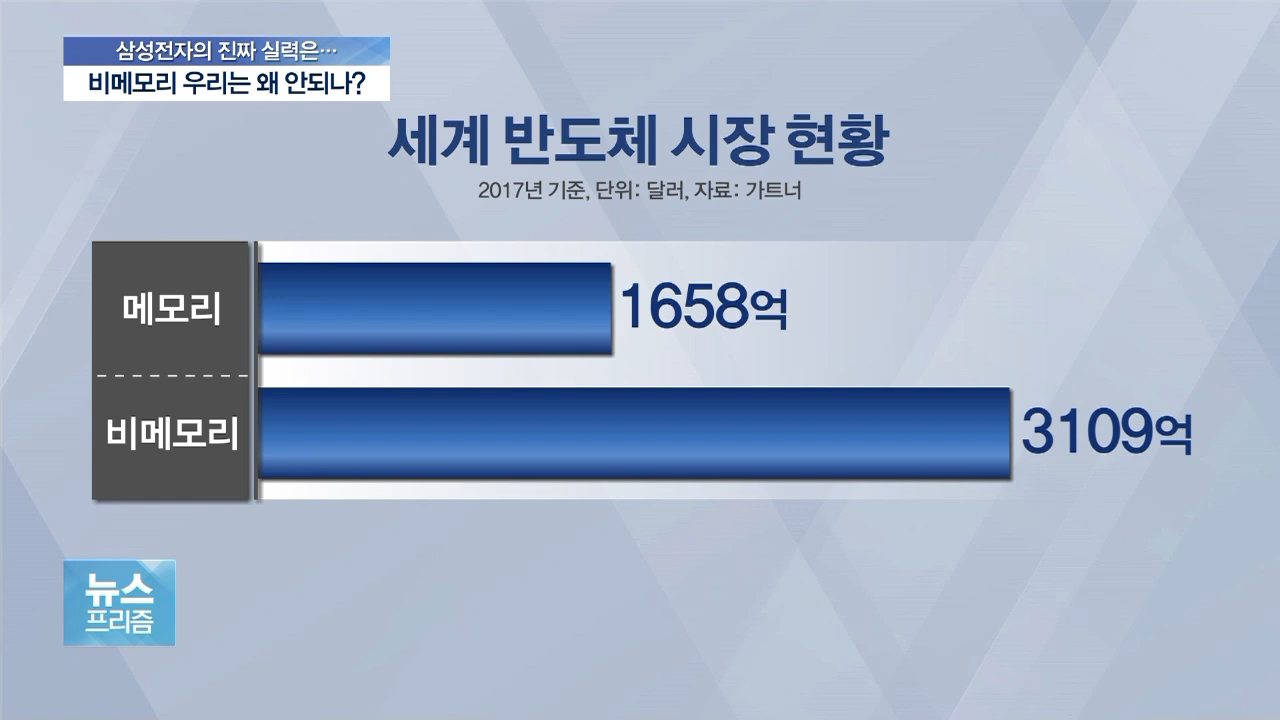 삼성전자의 진짜 실력은…
비메모리 우리는 왜 안되나?
세계 반도체 시장 현황
2017년 기준, 단위: 달러, 자료: 가트너
메모리
1658억
비메모리
3109억
뉴스
프리즘